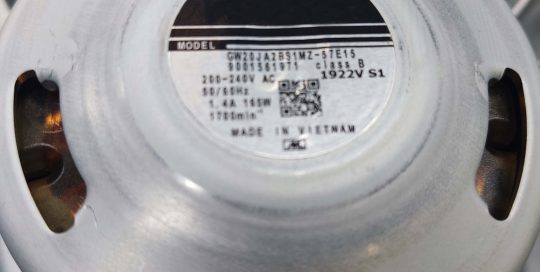 MODEL
GW20JA2BS1MZ-57E15
9001561971 class B
1922V S1
200-240V AC
50/60Hz
1.4A 165W
1700min⁻¹
MADE IN VIETNAM